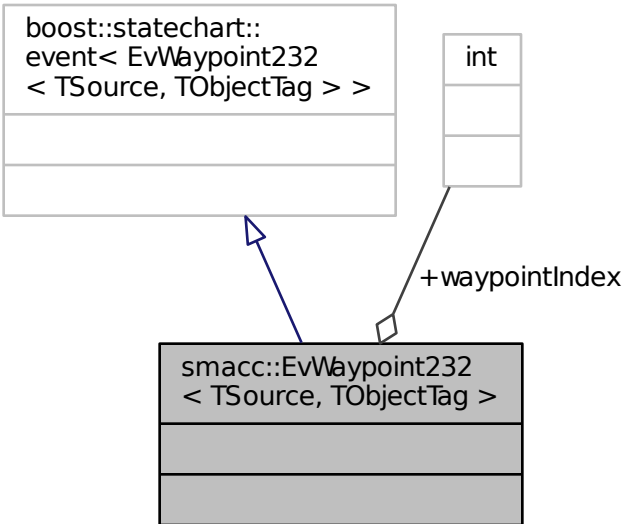 boost::statechart::
event< EvWaypoint232
< TSource, TObjectTag > >
int
+waypointIndex
smacc::EvWaypoint232
< TSource, TObjectTag >